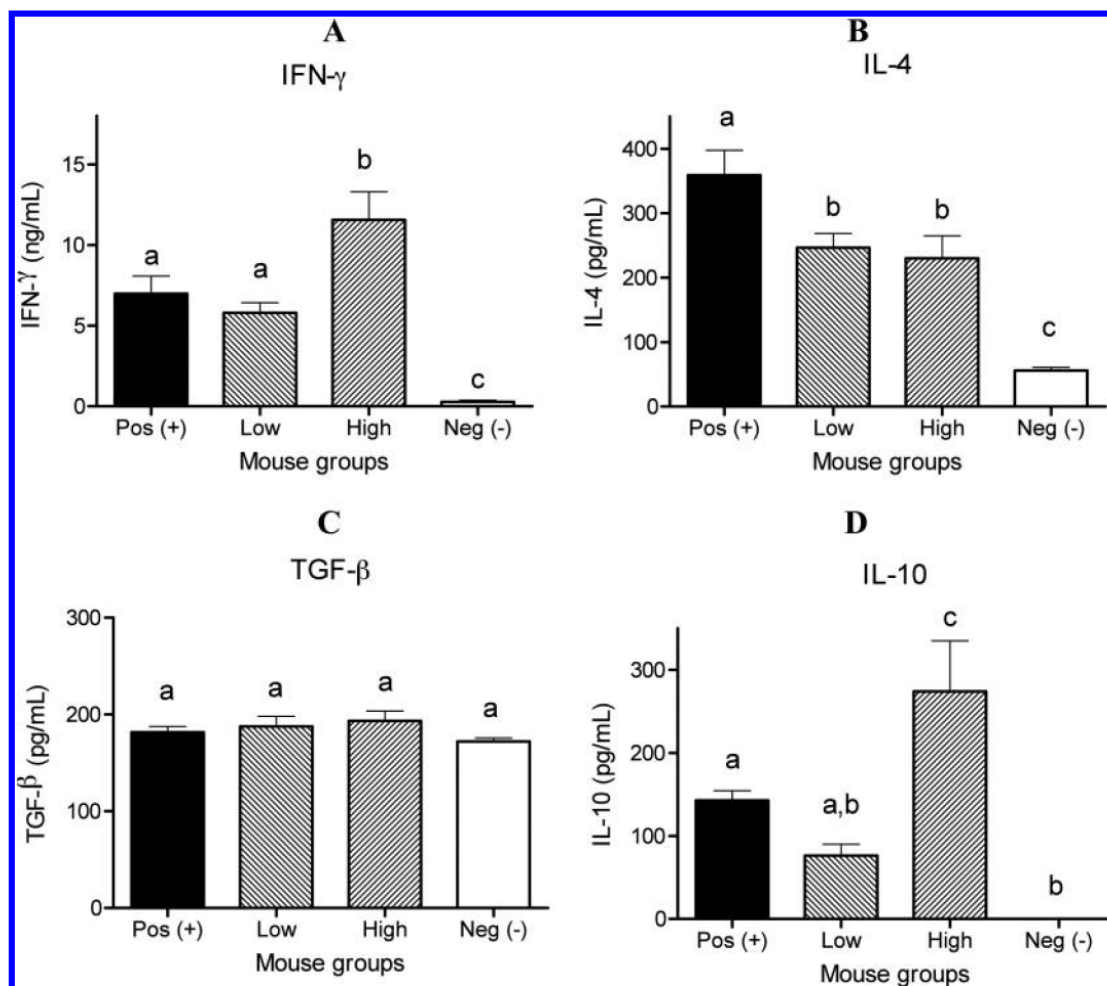 A
IFN-γ
IFN-γ (ng/mL)
15
10
5
0
a
a
b
c
Pos (+) Low High Neg (-)
Mouse groups
B
IL-4
IL-4 (pg/mL)
400
300
200
100
0
a
b
b
c
Pos (+) Low High Neg (-)
Mouse groups
C
TGF-β
TGF-β (pg/mL)
300
200
100
0
a
a
a
a
Pos (+) Low High Neg (-)
Mouse groups
D
IL-10
IL-10 (pg/mL)
300
200
100
0
a
a,b
c
b
Pos (+) Low High Neg (-)
Mouse groups